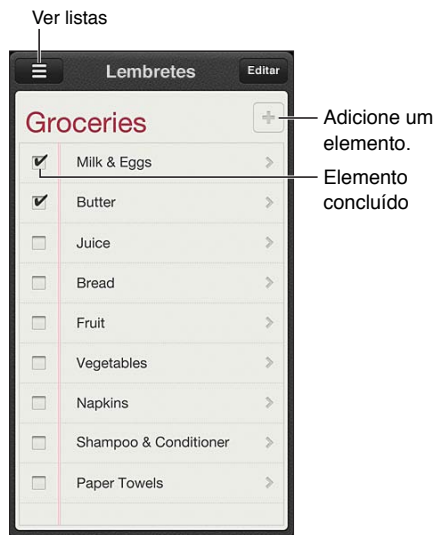 Ver listas
Lembretes
Editar
Groceries
Adicione um
elemento.
Milk & Eggs
Elemento
concluído
Butter
Juice
Bread
Fruit
Vegetables
Napkins
Shampoo & Conditioner
Paper Towels